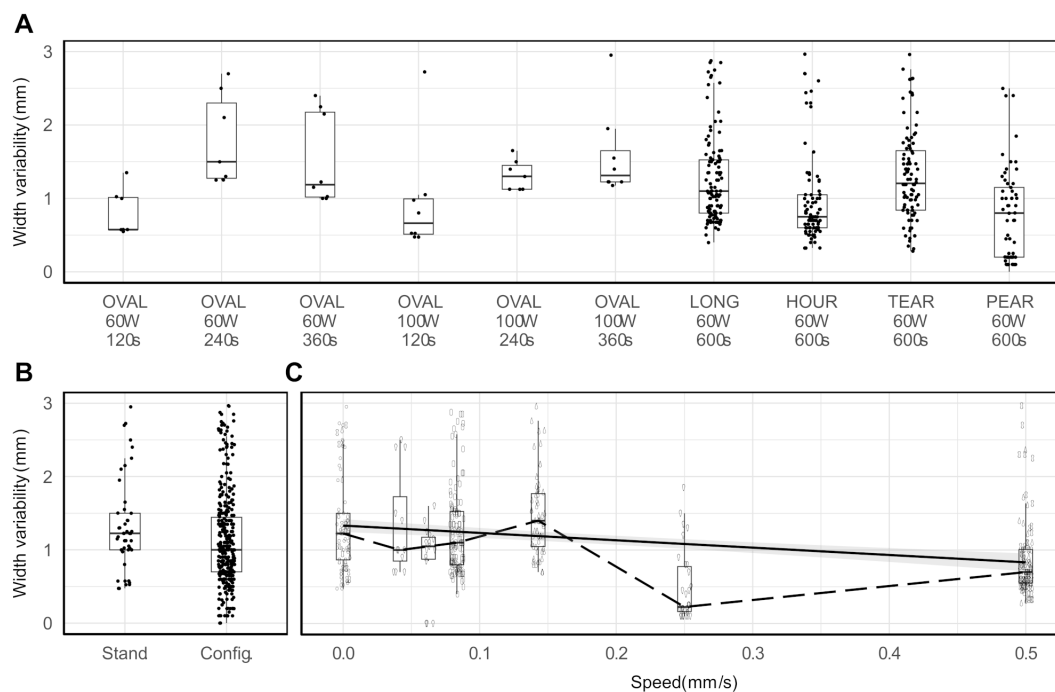 A
Width variability (mm)
3
2
1
0
OVAL OVAL OVAL OVAL OVAL OVAL LONG HOUR TEAR PEAR
60W 60W 60W 100W 100W 100W 60W 60W 60W 60W
120s 240s 360s 120s 240s 360s 600s 600s 600s 600s
B
Width variability (mm)
3
2
1
0
Stand Config.
C
0.0 0.1 0.2 0.3 0.4 0.5
Speed(mm/s)